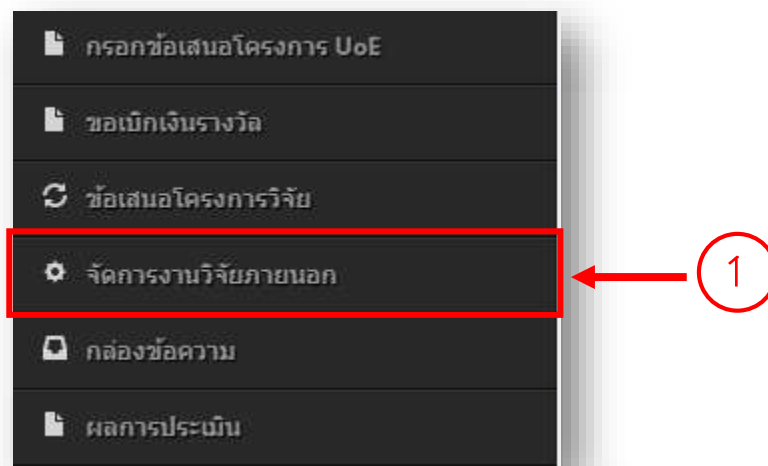 กรอกข้อเสนอโครงการ UoE
ขอเบิกเงินรางวัล
ข้อเสนอโครงการวิจัย
จัดการงานวิจัยภายนอก
1
กล่องข้อความ
ผลการประเมิน